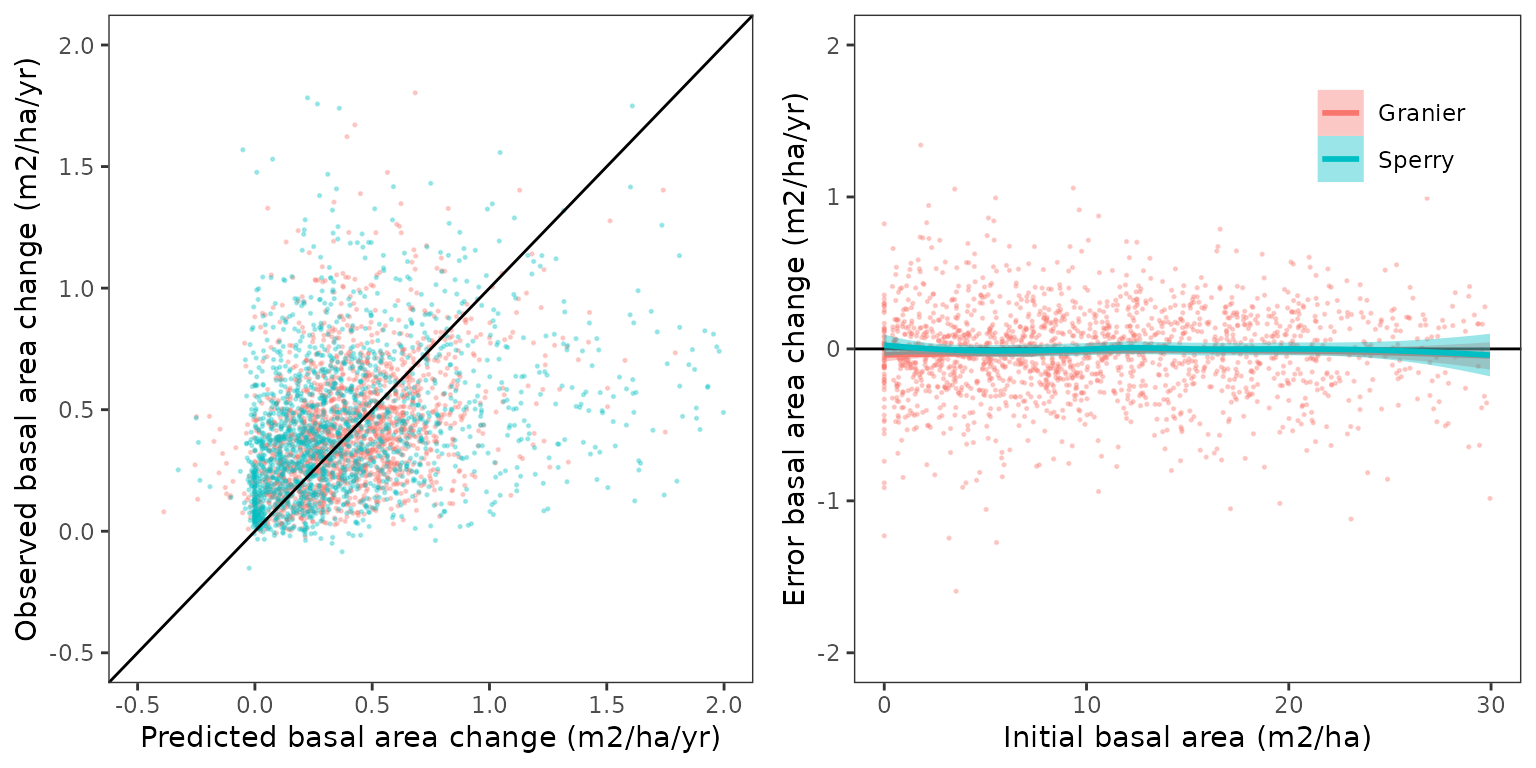 Observed basal area change (m2/ha/yr)
2.0
1.5
1.0
0.5
0.0
-0.5
-0.5 0.0 0.5 1.0 1.5 2.0
Predicted basal area change (m2/ha/yr)
Error basal area change (m2/ha/yr)
2
1
0
-1
-2
Granier
Sperry
0 10 20 30
Initial basal area (m2/ha)